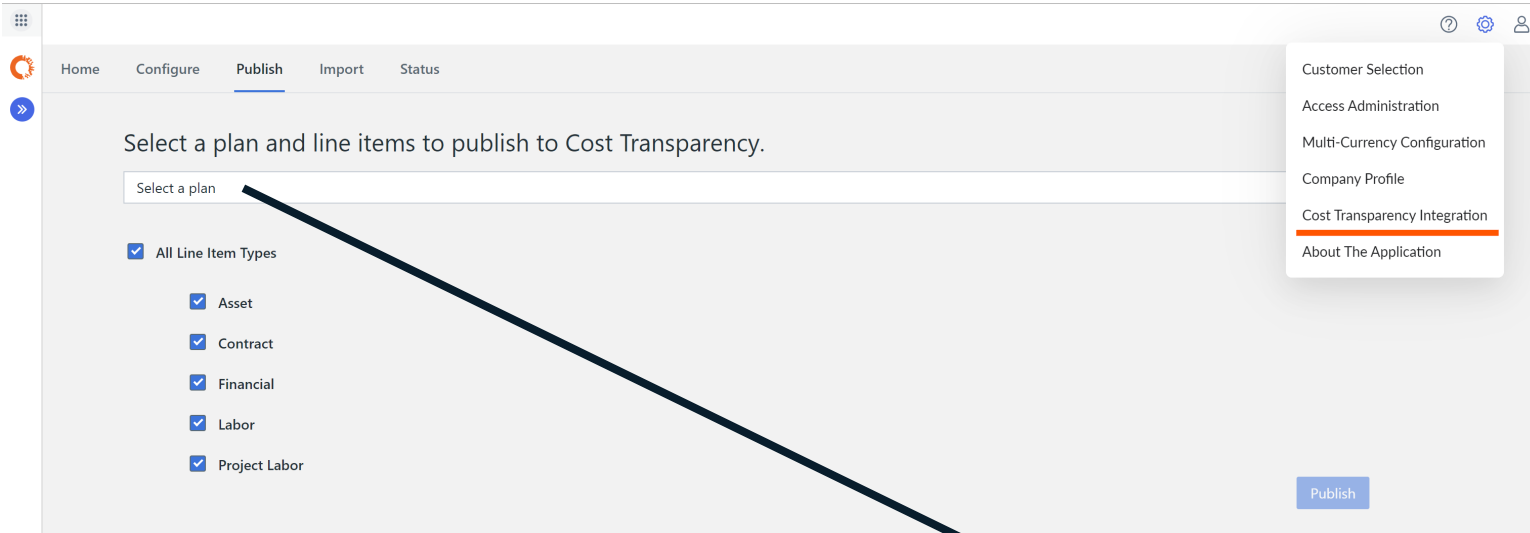 Home Configure Publish Import Status
Select a plan and line items to publish to Cost Transparency.
Select a plan
All Line Item Types
Asset
Contract
Financial
Labor
Project Labor
Publish
Customer Selection
Access Administration
Multi-Currency Configuration
Company Profile
Cost Transparency Integration
About The Application